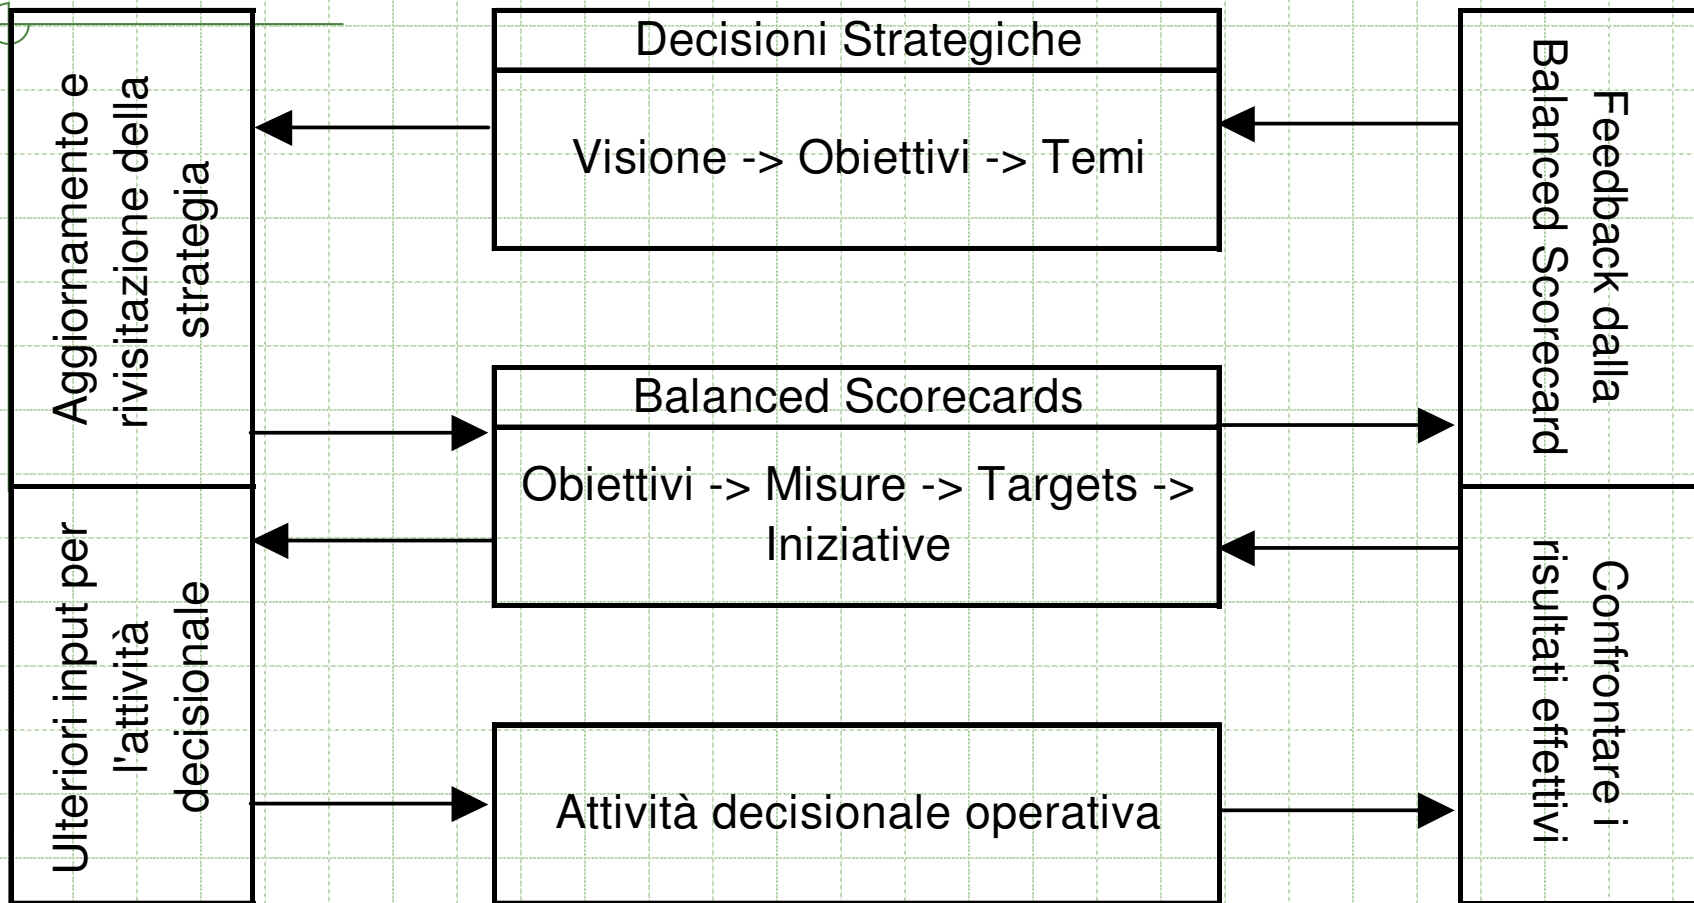 Decisioni Strategiche
Visione -> Obiettivi -> Temi
Aggiornamento e
rivisitazione della
strategia
Feedback dalla
Balanced Scorecard
Balanced Scorecards
Obiettivi -> Misure -> Targets ->
Iniziative
Ulteriori input per
l'attività
decisionale
Confrontare i
risultati effettivi
Attività decisionale operativa